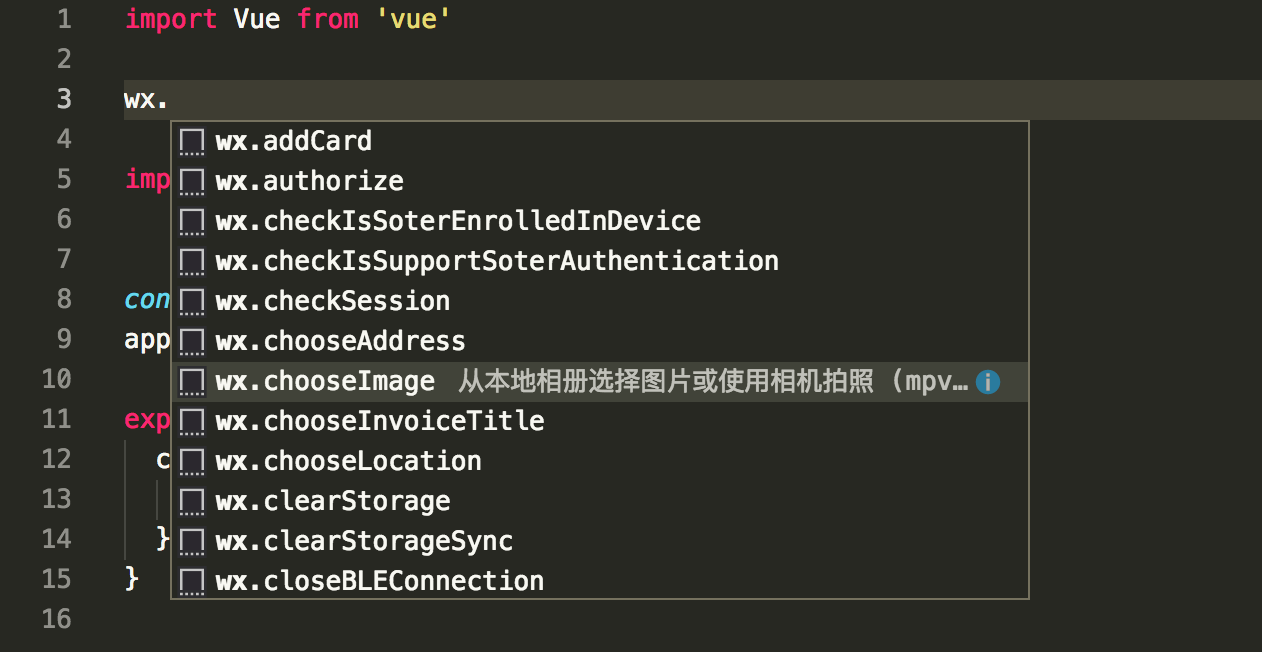 1 import Vue from 'vue'
2
3 wx.
4 wx.addCard
5 imp wx.authorize
6 wx.checkIsSoterEnrolledInDevice
7 wx.checkIsSupportSoterAuthentication
8 con wx.checkSession
9 app wx.chooseAddress
10 wx.chooseImage 从本地相册选择图片或使用相机拍照 (mpv…
11 exp wx.chooseInvoiceTitle
12 c wx.chooseLocation
13 wx.clearStorage
14 } wx.clearStorageSync
15 } wx.closeBLEConnection
16